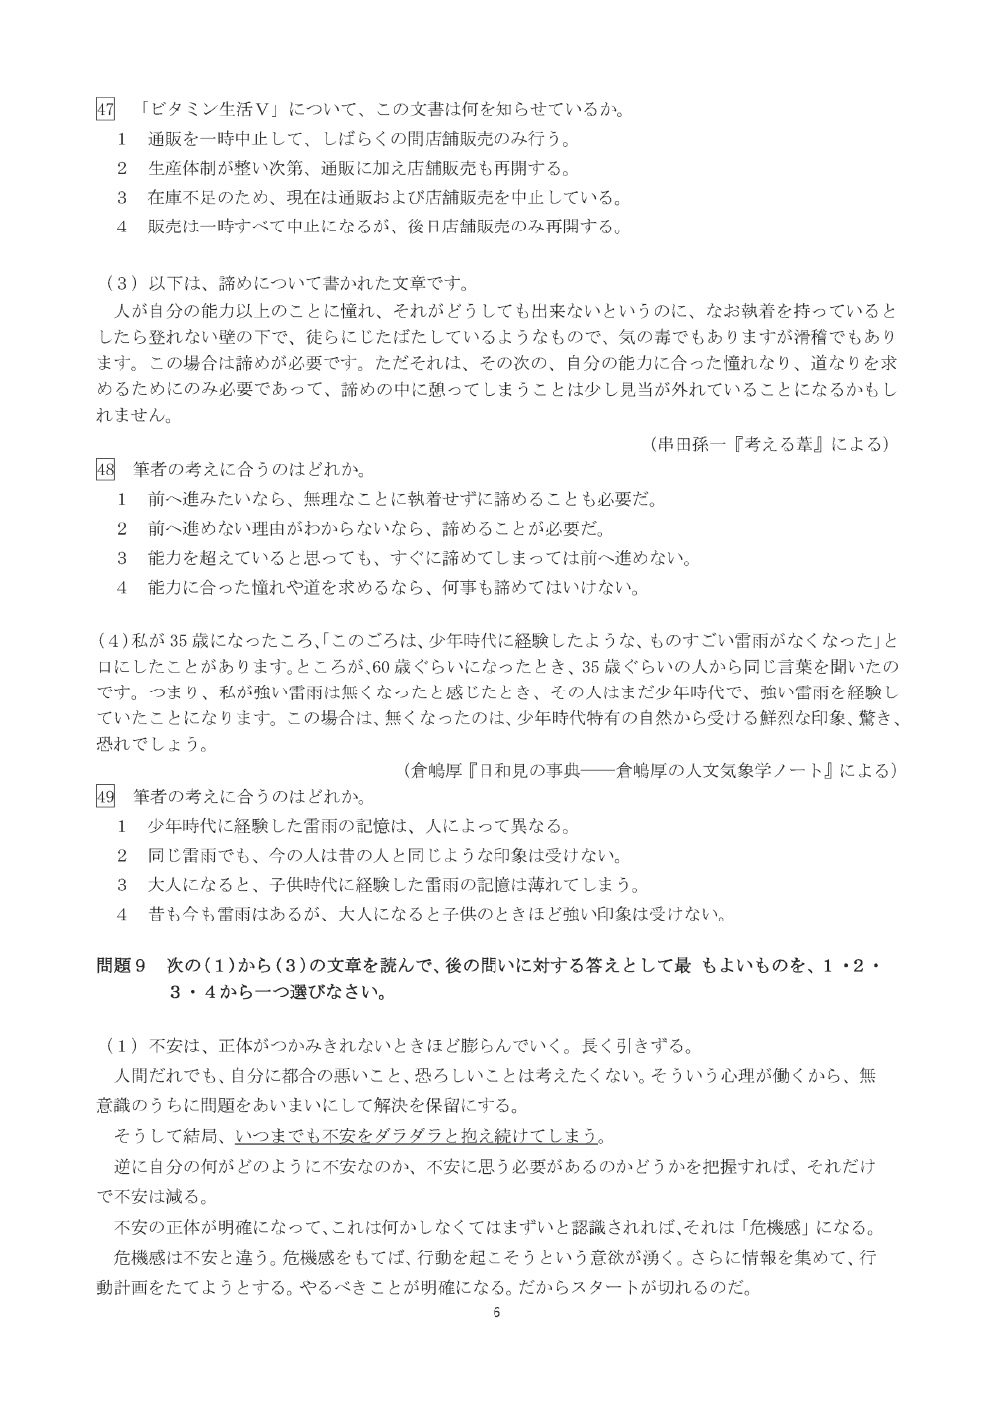 47 「ビタミン生活Ｖ」について、この文書は何を知らせているか。
1 通販を一時中止して、しばらくの間店舗販売のみ行う。
2 生産体制が整い次第、通販に加え店舗販売も再開する。
3 在庫不足のため、現在は通販および店舗販売を中止している。
4 販売は一時すべて中止になるが、後日店舗販売のみ再開する。
（３）以下は、諦めについて書かれた文章です。
人が自分の能力以上のことに憧れ、それがどうしても出来ないというのに、なお執着を持っていると
したら登れない壁の下で、徒らにじたばたしているようなもので、気の毒でもありますが滑稽でもあり
ます。この場合は諦めが必要です。ただそれは、その次の、自分の能力に合った憧れなり、道なりを求
めるためにのみ必要であって、諦めの中に憩ってしまうことは少し見当が外れていることになるかもし
れません。
（串田孫一『考える葦』による）
48 筆者の考えに合うのはどれか。
1 前へ進みたいなら、無理なことに執着せずに諦めることも必要だ。
2 前へ進めない理由がわからないなら、諦めることが必要だ。
3 能力を超えていると思っても、すぐに諦めてしまっては前へ進めない。
4 能力に合った憧れや道を求めるなら、何事も諦めてはいけない。
（４）私が 35 歳になったころ、「このごろは、少年時代に経験したような、ものすごい雷雨がなくなった」と
口にしたことがあります。ところが、60 歳ぐらいになったとき、35 歳ぐらいの人から同じ言葉を聞いたの
です。つまり、私が強い雷雨は無くなったと感じたとき、その人はまだ少年時代で、強い雷雨を経験し
ていたことになります。この場合は、無くなったのは、少年時代特有の自然から受ける鮮烈な印象、驚き、
恐れでしょう。
（倉嶋厚『日和見の事典――倉嶋厚の人文気象学ノート』による）
49 筆者の考えに合うのはどれか。
1 少年時代に経験した雷雨の記憶は、人によって異なる。
2 同じ雷雨でも、今の人は昔の人と同じような印象は受けない。
3 大人になると、子供時代に経験した雷雨の記憶は薄れてしまう。
4 昔も今も雷雨はあるが、大人になると子供のときほど強い印象は受けない。
問題９ 次の（１）から（３）の文章を読んで、後の問いに対する答えとして最 もよいものを、１・２・
３・４から一つ選びなさい。
（１）不安は、正体がつかみきれないときほど膨らんでいく。長く引きずる。
人間だれでも、自分に都合の悪いこと、恐ろしいことは考えたくない。そういう心理が働くから、無
意識のうちに問題をあいまいにして解決を保留にする。
そうして結局、いつまでも不安をダラダラと抱え続けてしまう。
逆に自分の何がどのように不安なのか、不安に思う必要があるのかどうかを把握すれば、それだけ
で不安は減る。
不安の正体が明確になって、これは何かしなくてはまずいと認識されれば、それは「危機感」になる。
危機感は不安と違う。危機感をもてば、行動を起こそうという意欲が湧く。さらに情報を集めて、行
動計画をたてようとする。やるべきことが明確になる。だからスタートが切れるのだ。
6